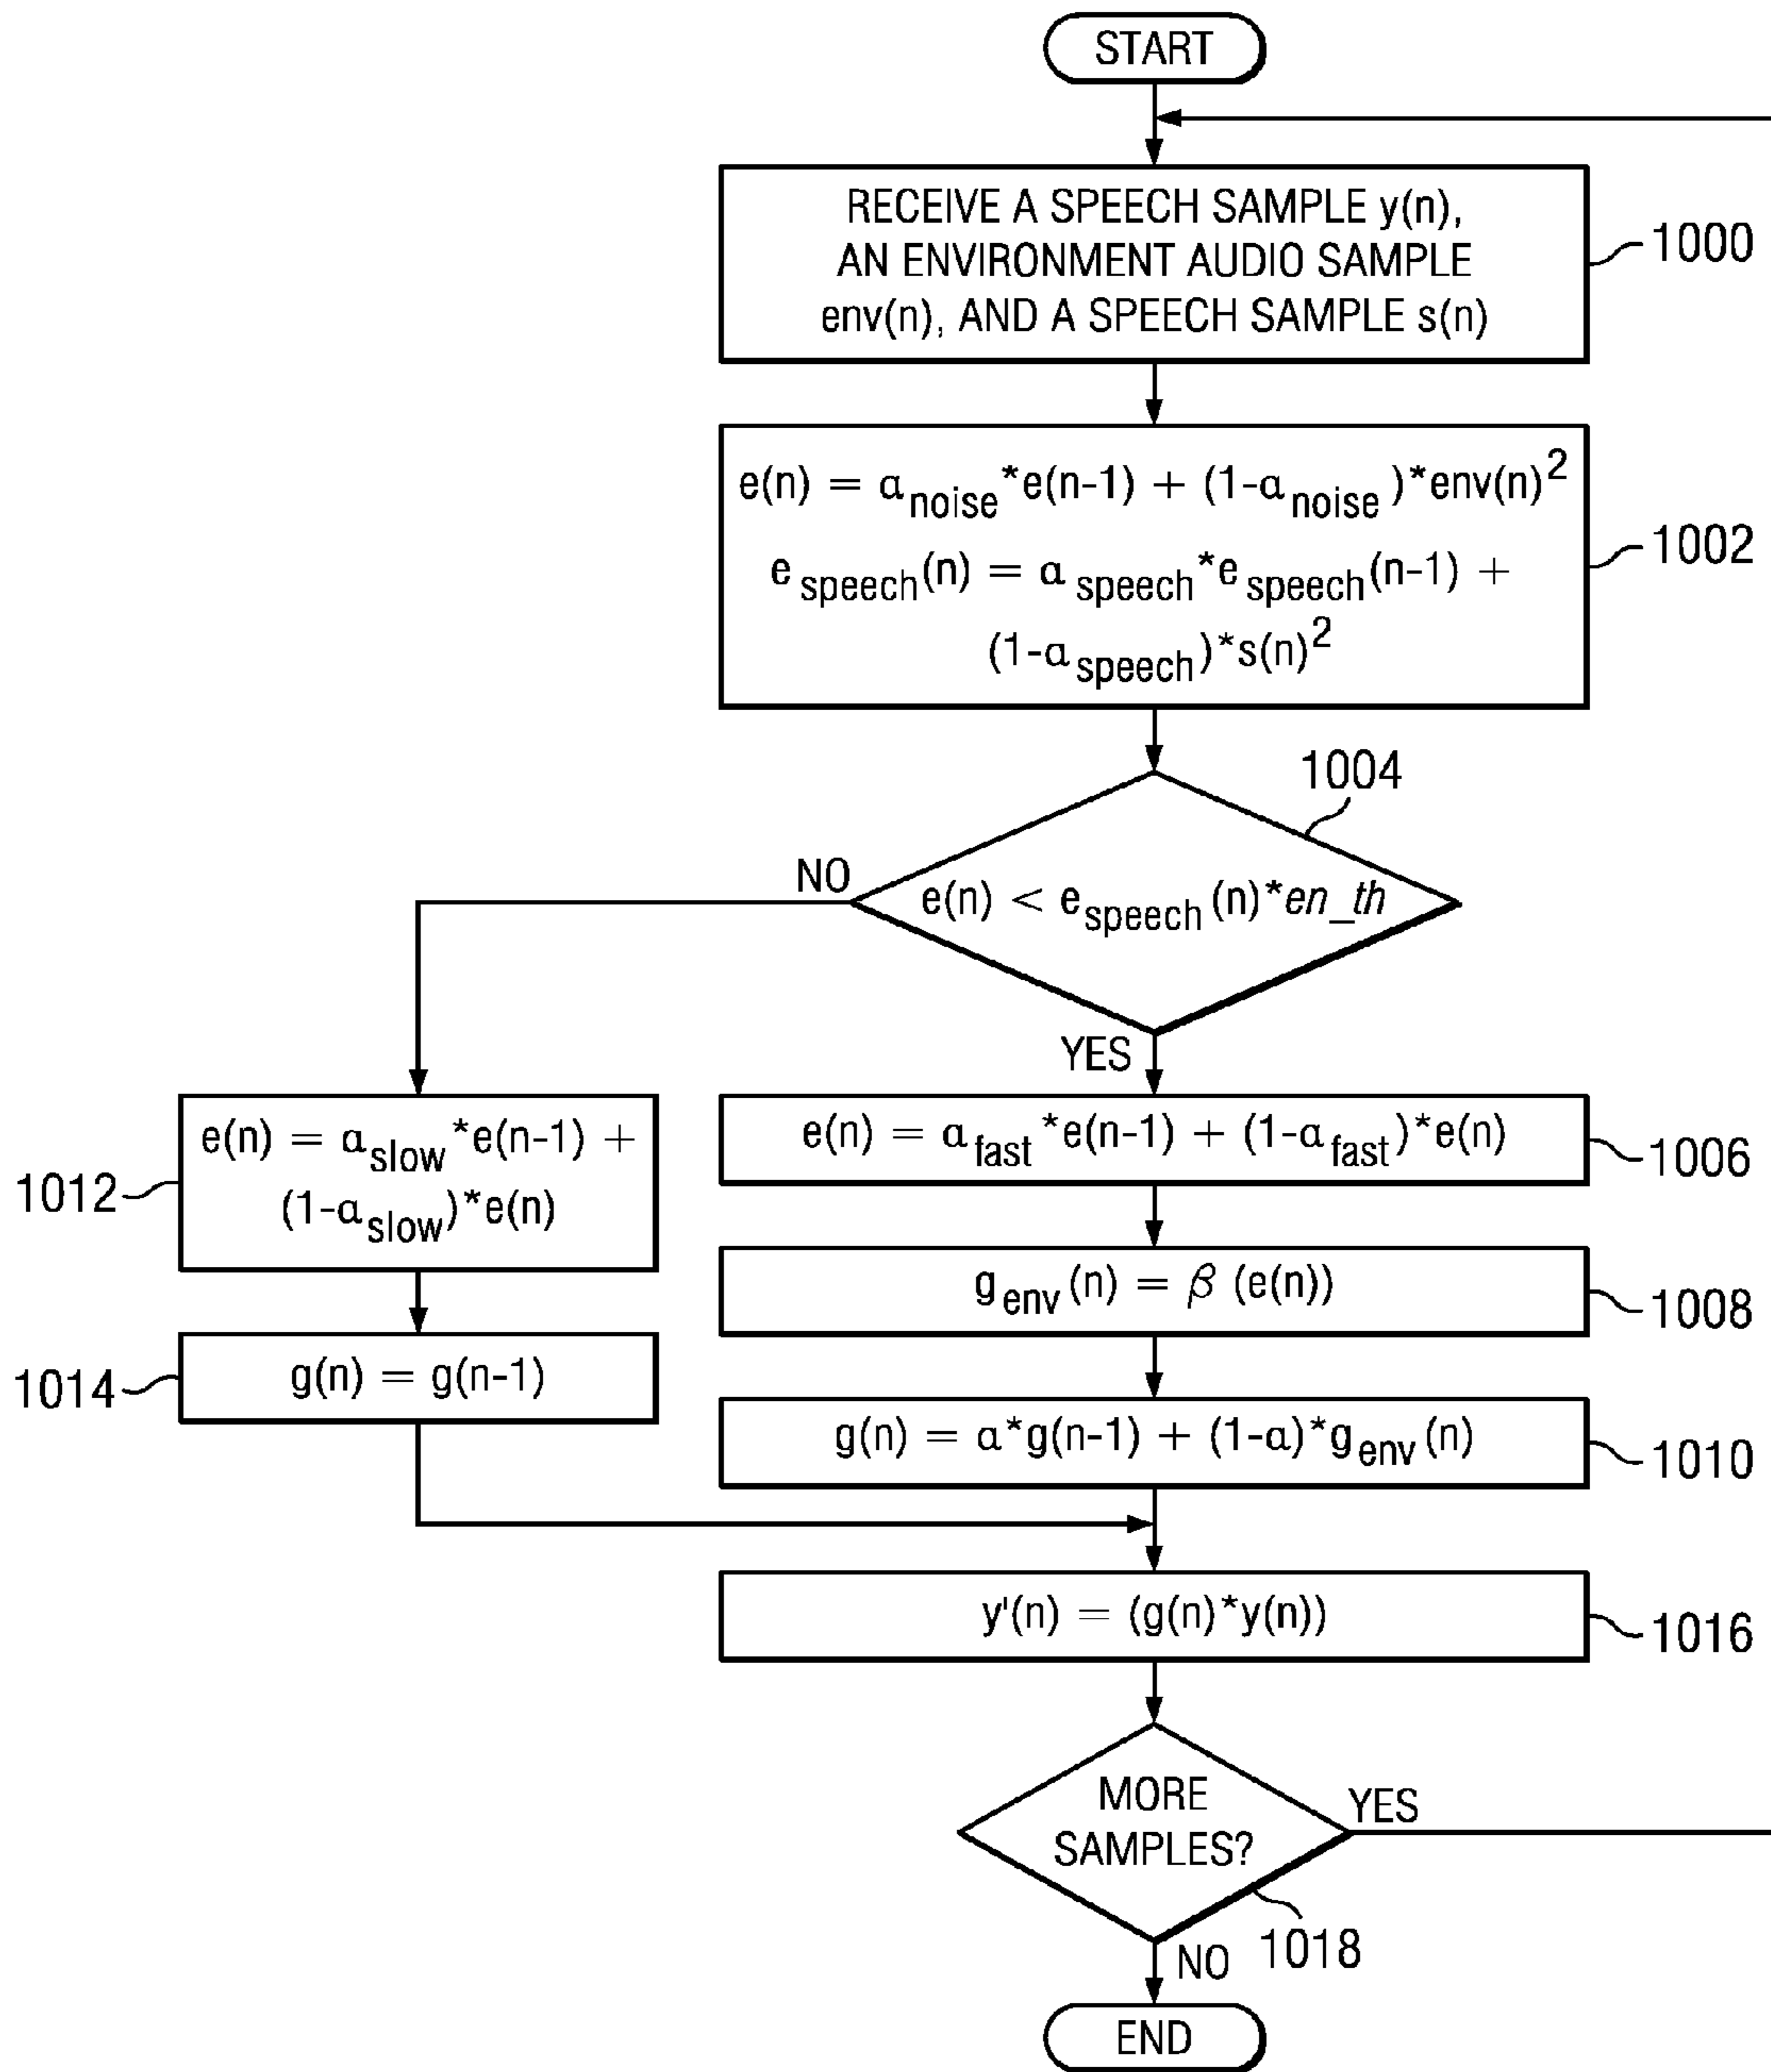 START
RECEIVE A SPEECH SAMPLE y(n),
AN ENVIRONMENT AUDIO SAMPLE
env(n), AND A SPEECH SAMPLE s(n)
1000
e(n) = α_noise*e(n-1) + (1-α_noise)*env(n)²
e_speech(n) = α_speech*e_speech(n-1) +
(1-α_speech)*s(n)²
1002
1004
e(n) < e_speech(n)*en_th
NO
YES
e(n) = α_slow*e(n-1) +
(1-α_slow)*e(n)
1012
e(n) = α_fast*e(n-1) + (1-α_fast)*e(n)
1006
g_env(n) = β (e(n))
1008
g(n) = g(n-1)
1014
g(n) = α*g(n-1) + (1-α)*g_env(n)
1010
y'(n) = (g(n)*y(n))
1016
MORE
SAMPLES?
YES
1018
NO
END